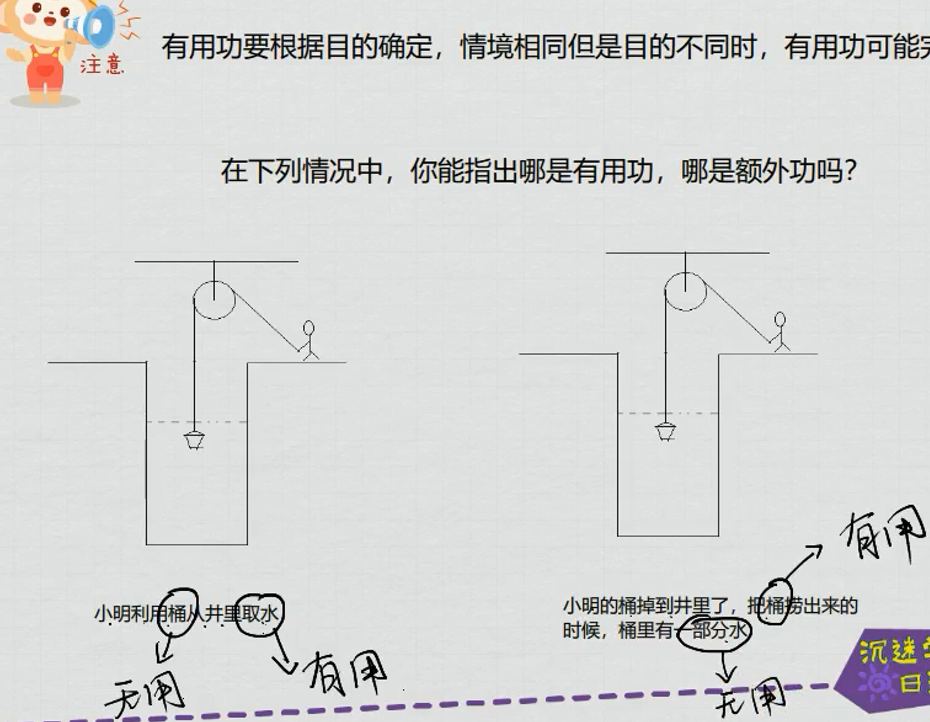 注意
有用功要根据目的确定，情境相同但是目的不同时，有用功可能
在下列情况中，你能指出哪是有用功，哪是额外功吗？
小明利用桶从井里取水
无用
有用
有用
小明的桶掉到井里了，把桶捞出来的
时候，桶里有一部分水
无用
沉迷
日